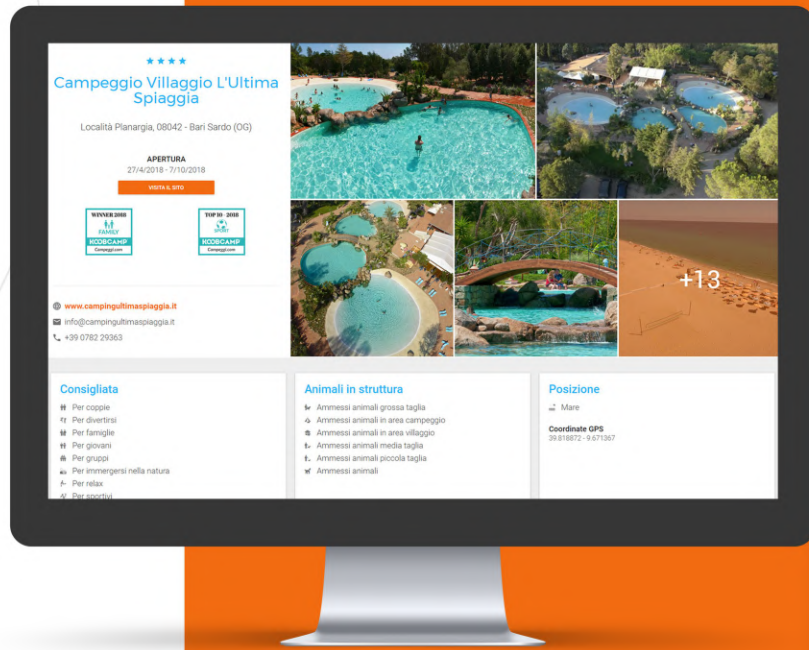 Campeggio Villaggio L'Ultima
Spiaggia
Località Planargia, 08042 - Bari Sardo (OG)
APERTURA
27/4/2018 - 7/10/2018
VISITA IL SITO
WINNER 2018
FAMILY
KOOBCAMP
Campeggi.com
TOP 10 - 2018
SPORT
KOOBCAMP
Campeggi.com
www.campingultimaspiaggia.it
info@campingultimaspiaggia.it
+39 0782 29363
+13
Consigliata
Per coppie
Per divertirsi
Per famiglie
Per giovani
Per gruppi
Per immergersi nella natura
Per relax
Per sportivi
Animali in struttura
Ammessi animali grossa taglia
Ammessi animali in area campeggio
Ammessi animali in area villaggio
Ammessi animali media taglia
Ammessi animali piccola taglia
Ammessi animali
Posizione
Mare
Coordinate GPS
39.818872 - 9.671367